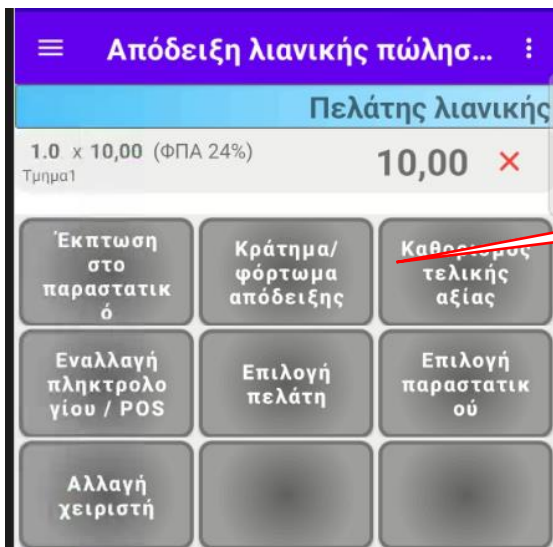 Απόδειξη λιανικής πώλησ...
Πελάτης λιανικής
1.0 x 10,00 (ΦΠΑ 24%)
10,00 ×
Τμημα1
Έκπτωση
στο
παραστατικ
ό
Κράτημα/
φόρτωμα
απόδειξης
Καθορισμος
τελικής
αξίας
Εναλλαγή
πληκτρολο
γίου / POS
Επιλογή
πελάτη
Επιλογή
παραστατικ
ού
Αλλαγή
χειριστή